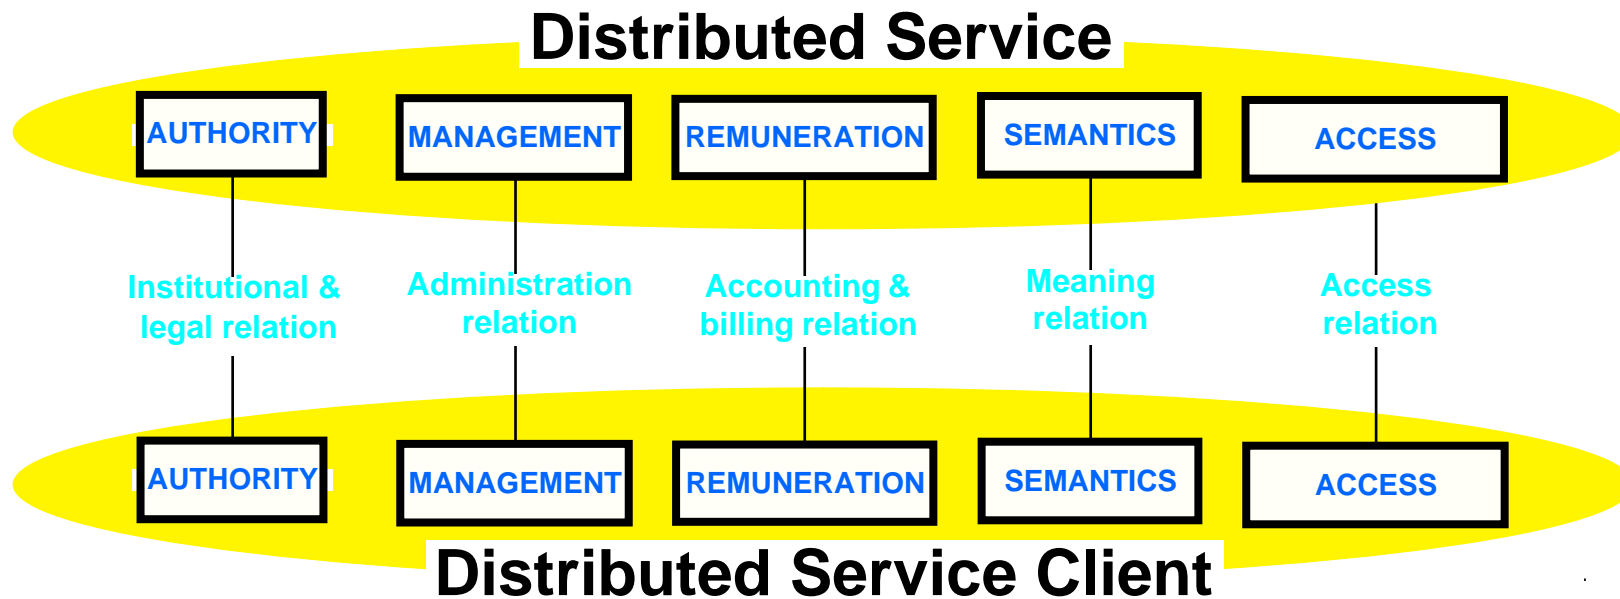 Distributed Service
AUTHORITY
MANAGEMENT
REMUNERATION
SEMANTICS
ACCESS
Institutional &
legal relation
Administration
relation
Accounting &
billing relation
Meaning
relation
Access
relation
AUTHORITY
MANAGEMENT
REMUNERATION
SEMANTICS
ACCESS
Distributed Service Client